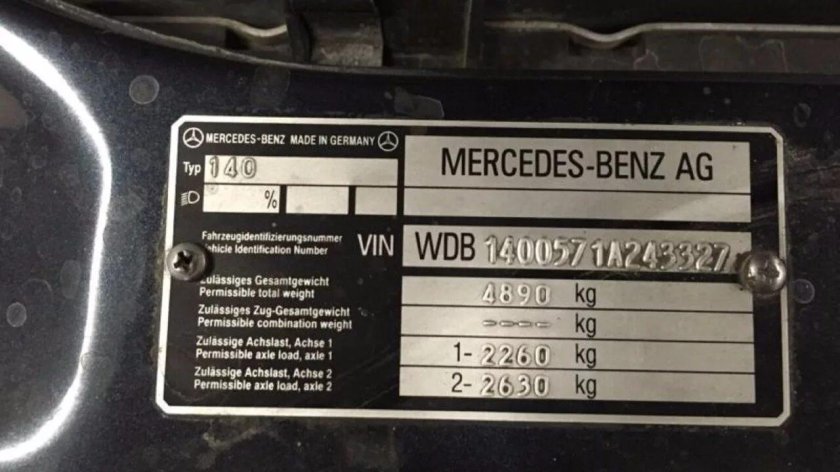 MERCEDES-BENZ MADE IN GERMANY
MERCEDES-BENZ AG
Typ 140
%
Fahrzeugidentifizierungsnummer
Vehicle Identification Number
VIN WDB 1400571A243327
Zulässiges Gesamtgewicht
Permissible total weight
4890 kg
Zulässiges Zug-Gesamtgewicht
Permissible combination weight
---- kg
Zulässige Achslast, Achse 1
Permissible axle load, axle 1
1- 2260 kg
Zulässige Achslast, Achse 2
Permissible axle load, axle 2
2- 2630 kg